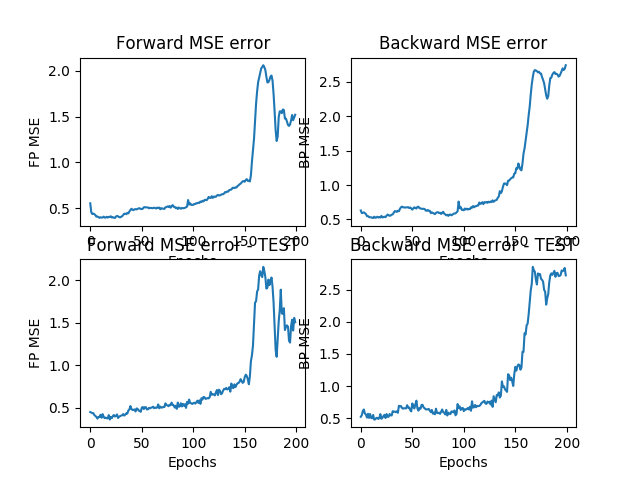 Forward MSE error
Backward MSE error
FP MSE
2.0
1.5
1.0
0.5
0 50 100 150 200
Epochs
BP MSE
2.5
2.0
1.5
1.0
0.5
0 50 100 150 200
Epochs
Forward MSE error - TEST
Backward MSE error - TEST
FP MSE
2.0
1.5
1.0
0.5
0 50 100 150 200
Epochs
BP MSE
2.5
2.0
1.5
1.0
0.5
0 50 100 150 200
Epochs